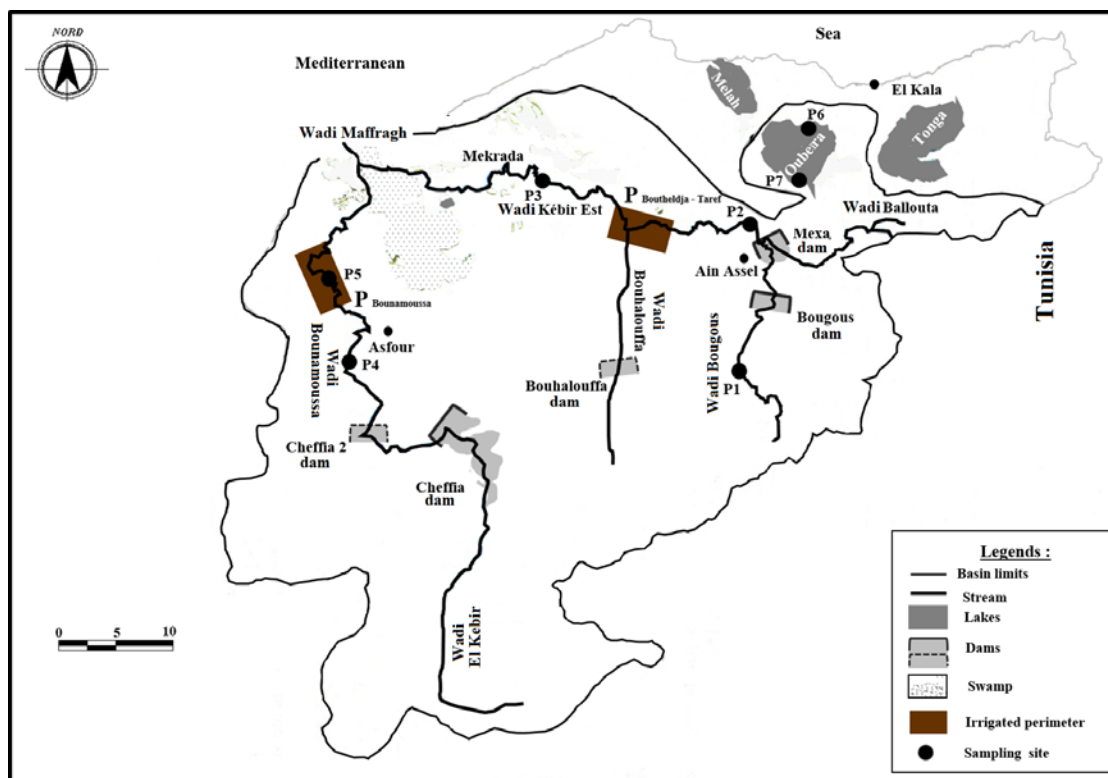 NORD
Sea
Mediterranean
Melah
El Kala
P6
Oubeara
Tonga
Wadi Maffragh
Mekrada
P7
P3
Wadi Kébir Est
P Boutheldja - Taref
P2
Wadi Ballouta
Mexa
dam
Ain Assel
Tunisia
P5
P Bounamoussa
Wadi
Bouhalouffa
Bougous
dam
Asfour
Wadi
Bounamoussa
P4
Wadi Bougous
P1
Bouhalouffa
dam
Cheffia 2
dam
Cheffia
dam
Wadi
El Kebir
0 5 10
Legends :
Basin limits
Stream
Lakes
Dams
Swamp
Irrigated perimeter
Sampling site